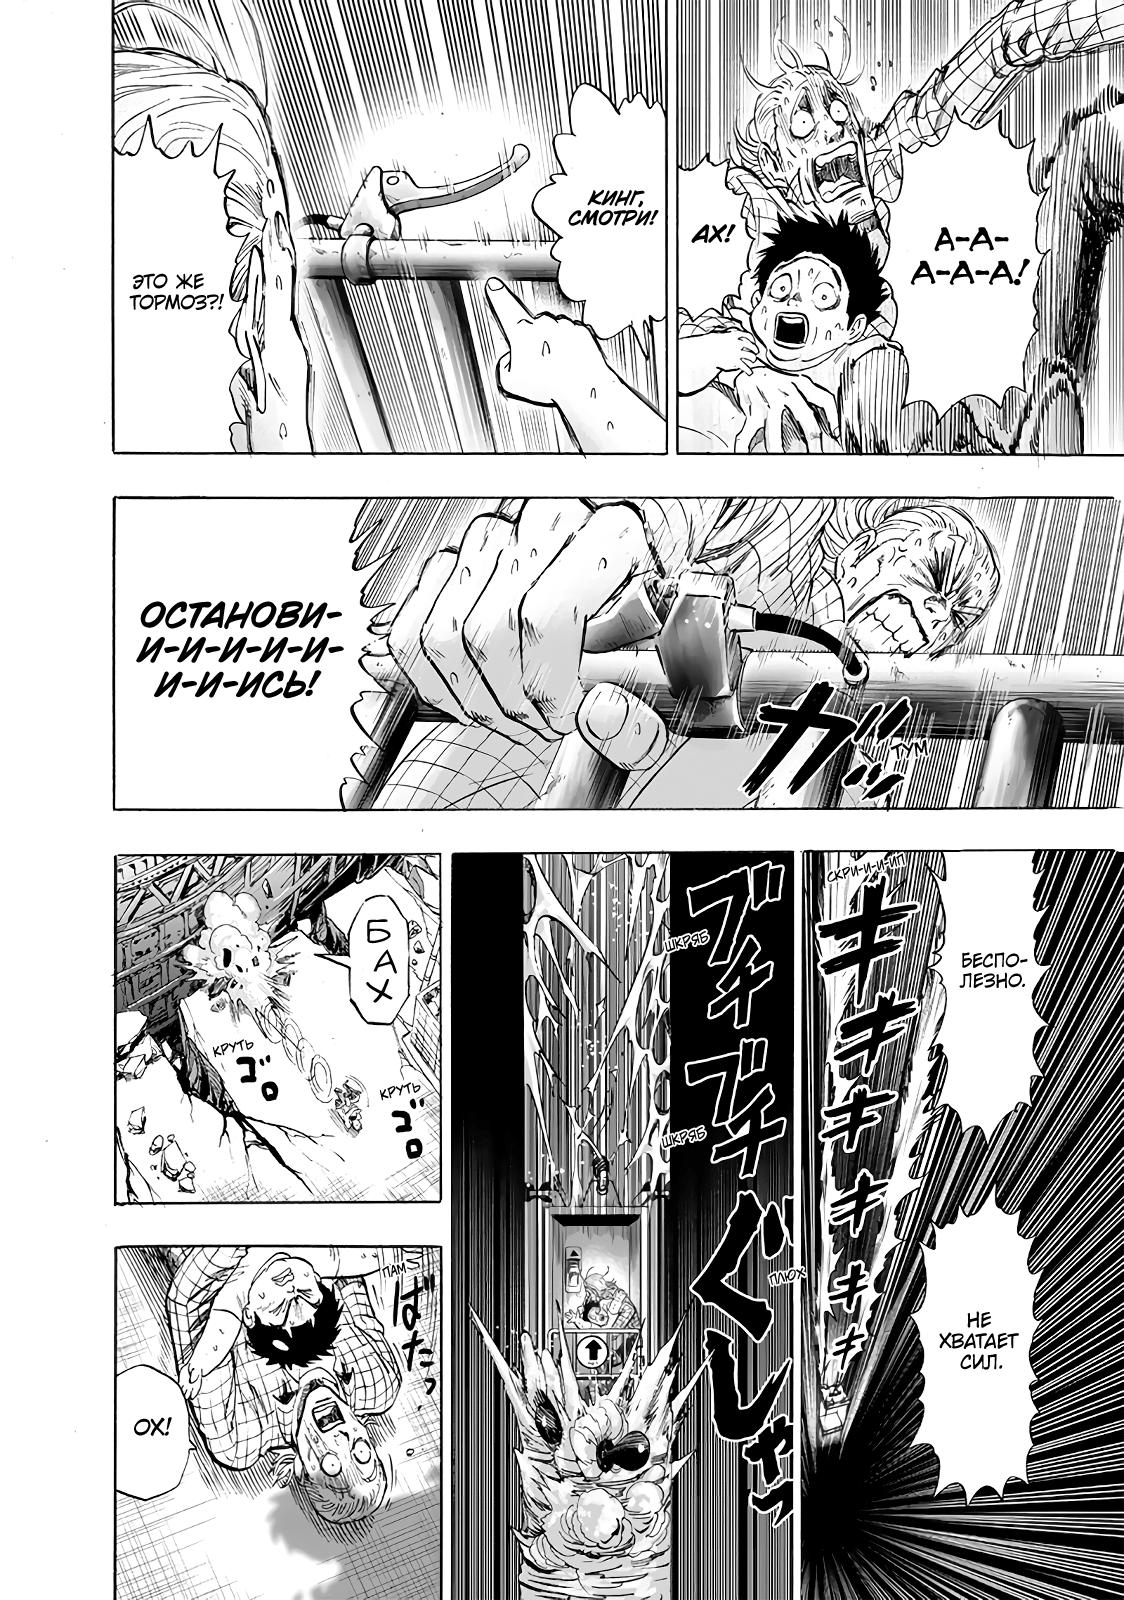 А-А-
А-А-А!
АХ!
КИНГ,
СМОТРИ!
ЭТО ЖЕ
ТОРМОЗ?!
ОСТАНОВИ-
И-И-И-И-И-
И-И-ИСЬ!
ガッ
ТУМ
БЕСПО-
ЛЕЗНО.
СКРИ-И-И-ИП
キキキキキキ
НЕ
ХВАТАЕТ
СИЛ.
ブチブチ
ШКРЯБ
ШКРЯБ
ぐしゃっ
ПЛЮХ
БАХ
КРУТЬ
ゴロ
КРУТЬ
ゴロ
ПАМ
ばたっ
ОХ!